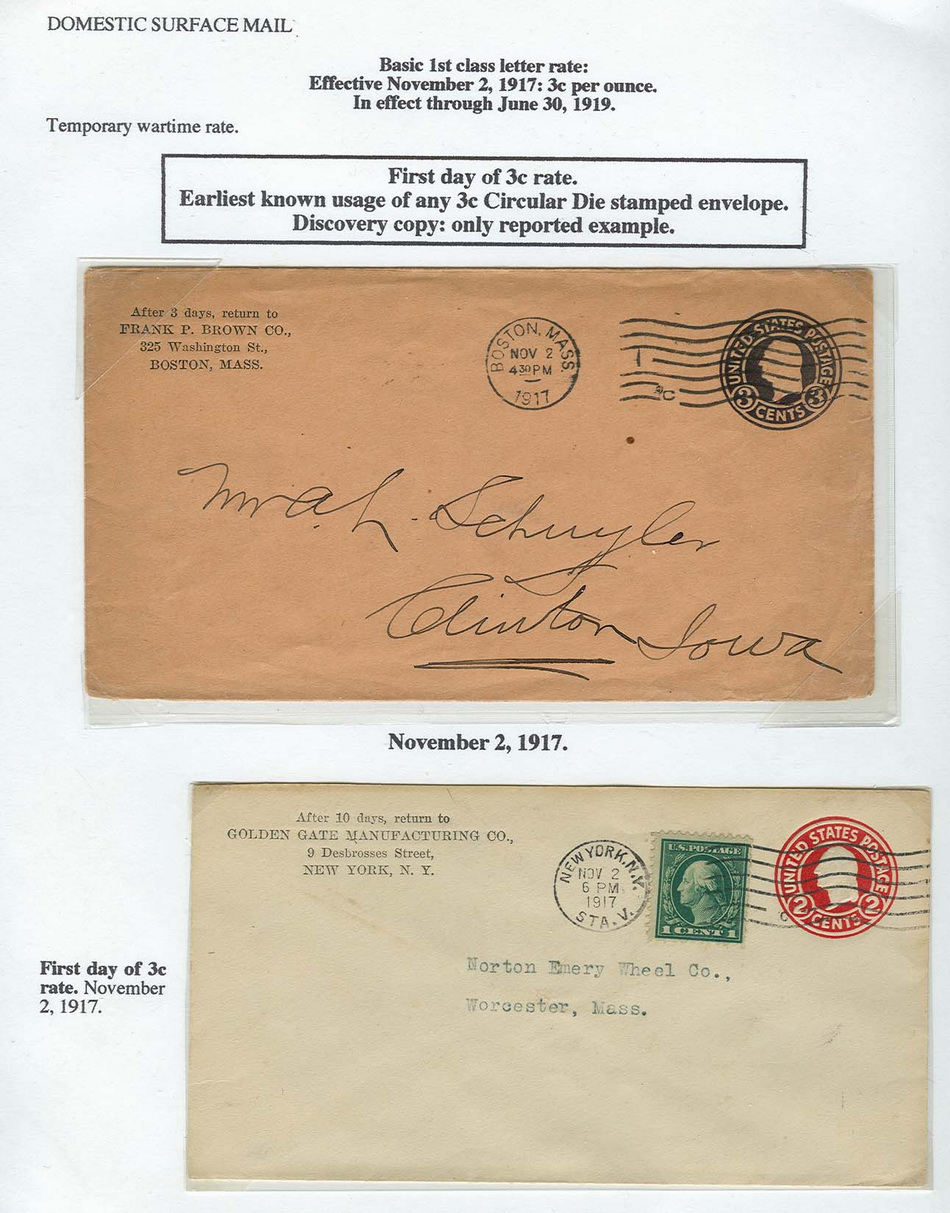 DOMESTIC SURFACE MAIL
Basic 1st class letter rate:
Effective November 2, 1917: 3c per ounce.
In effect through June 30, 1919.
Temporary wartime rate.
First day of 3c rate.
Earliest known usage of any 3c Circular Die stamped envelope.
Discovery copy: only reported example.
After 3 days, return to
FRANK P. BROWN CO.,
325 Washington St.,
BOSTON, MASS.
BOSTON, MASS
NOV 2
4 30 PM
1917
1
C
UNITED STATES POSTAGE
3 CENTS 3
Mr A. L. Schuyler
Clinton Iowa
November 2, 1917.
After 10 days, return to
GOLDEN GATE MANUFACTURING CO.,
9 Desbrosses Street,
NEW YORK, N. Y.
NEW YORK, N.Y.
NOV 2
6 PM
1917
STA. V.
U.S. POSTAGE
1 CENT 1
UNITED STATES POSTAGE
2 CENTS 2
C
Norton Emery Wheel Co.,
Worcester, Mass.
First day of 3c
rate. November
2, 1917.